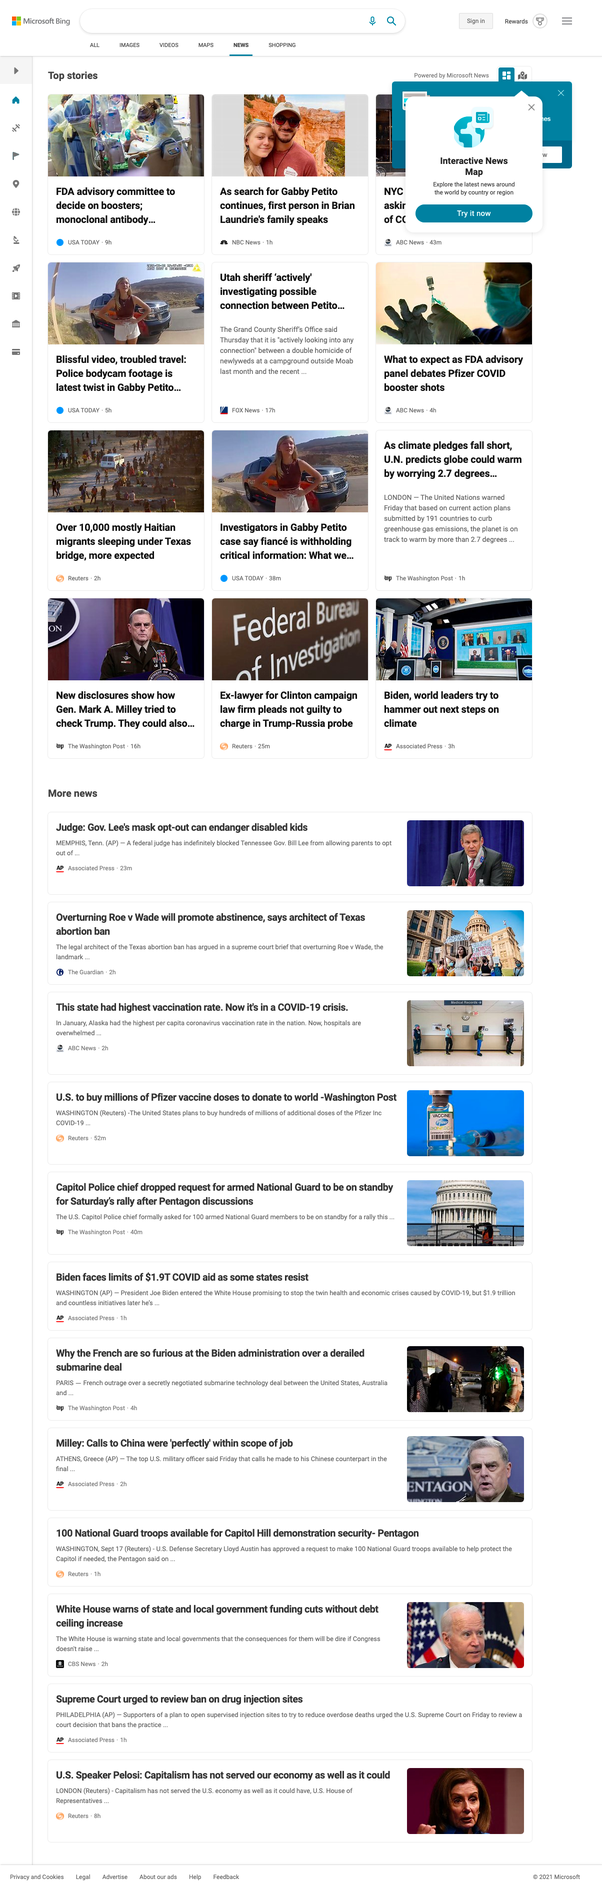 Microsoft Bing
Sign in
Rewards
ALL
IMAGES
VIDEOS
MAPS
NEWS
SHOPPING
Top stories
Powered by Microsoft News
Interactive News
Map
Explore the latest news around
the world by country or region
Try it now
FDA advisory committee to
decide on boosters;
monoclonal antibody…
USA TODAY · 9h
As search for Gabby Petito
continues, first person in Brian
Laundrie's family speaks
NBC News · 1h
NYC
askin
of CO
ABC News · 43m
Blissful video, troubled travel:
Police bodycam footage is
latest twist in Gabby Petito…
USA TODAY · 5h
Utah sheriff 'actively'
investigating possible
connection between Petito…
The Grand County Sheriff's Office said
Thursday that it is "actively looking into any
connection" between a double homicide of
newlyweds at a campground outside Moab
last month and the recent ...
FOX News · 17h
What to expect as FDA advisory
panel debates Pfizer COVID
booster shots
ABC News · 4h
Over 10,000 mostly Haitian
migrants sleeping under Texas
bridge, more expected
Reuters · 2h
Investigators in Gabby Petito
case say fiancé is withholding
critical information: What we…
USA TODAY · 38m
As climate pledges fall short,
U.N. predicts globe could warm
by worrying 2.7 degrees…
LONDON — The United Nations warned
Friday that based on current action plans
submitted by 191 countries to curb
greenhouse gas emissions, the planet is on
track to warm by more than 2.7 degrees ...
The Washington Post · 1h
Federal Bureau
of Investigation
New disclosures show how
Gen. Mark A. Milley tried to
check Trump. They could also…
The Washington Post · 16h
Ex-lawyer for Clinton campaign
law firm pleads not guilty to
charge in Trump-Russia probe
Reuters · 25m
Biden, world leaders try to
hammer out next steps on
climate
AP Associated Press · 3h
More news
Judge: Gov. Lee's mask opt-out can endanger disabled kids
MEMPHIS, Tenn. (AP) — A federal judge has indefinitely blocked Tennessee Gov. Bill Lee from allowing parents to opt
out of ...
AP Associated Press · 23m
Overturning Roe v Wade will promote abstinence, says architect of Texas
abortion ban
The legal architect of the Texas abortion ban has argued in a supreme court brief that overturning Roe v Wade, the
landmark ...
The Guardian · 2h
This state had highest vaccination rate. Now it's in a COVID-19 crisis.
In January, Alaska had the highest per capita coronavirus vaccination rate in the nation. Now, hospitals are
overwhelmed ...
ABC News · 2h
U.S. to buy millions of Pfizer vaccine doses to donate to world -Washington Post
WASHINGTON (Reuters) -The United States plans to buy hundreds of millions of additional doses of the Pfizer Inc
COVID-19 ...
Reuters · 52m
VACCINE
Capitol Police chief dropped request for armed National Guard to be on standby
for Saturday's rally after Pentagon discussions
The U.S. Capitol Police chief formally asked for 100 armed National Guard members to be on standby for a rally this ...
The Washington Post · 40m
Biden faces limits of $1.9T COVID aid as some states resist
WASHINGTON (AP) — President Joe Biden entered the White House promising to stop the twin health and economic crises caused by COVID-19, but $1.9 trillion
and countless initiatives later he's ...
AP Associated Press · 1h
Why the French are so furious at the Biden administration over a derailed
submarine deal
PARIS — French outrage over a secretly negotiated submarine technology deal between the United States, Australia
and ...
The Washington Post · 4h
Milley: Calls to China were 'perfectly' within scope of job
ATHENS, Greece (AP) — The top U.S. military officer said Friday that calls he made to his Chinese counterpart in the
final ...
AP Associated Press · 2h
ENTAGON
100 National Guard troops available for Capitol Hill demonstration security- Pentagon
WASHINGTON, Sept 17 (Reuters) - U.S. Defense Secretary Lloyd Austin has approved a request to make 100 National Guard troops available to help protect the
Capitol if needed, the Pentagon said on ...
Reuters · 1h
White House warns of state and local government funding cuts without debt
ceiling increase
The White House is warning state and local governments that the consequences for them will be dire if Congress
doesn't raise ...
CBS News · 2h
Supreme Court urged to review ban on drug injection sites
PHILADELPHIA (AP) — Supporters of a plan to open supervised injection sites to try to reduce overdose deaths urged the U.S. Supreme Court on Friday to review a
court decision that bans the practice ...
AP Associated Press · 1h
U.S. Speaker Pelosi: Capitalism has not served our economy as well as it could
LONDON (Reuters) - Capitalism has not served the U.S. economy as well as it could have, U.S. House of
Representatives ...
Reuters · 8h
Privacy and Cookies
Legal
Advertise
About our ads
Help
Feedback
© 2021 Microsoft